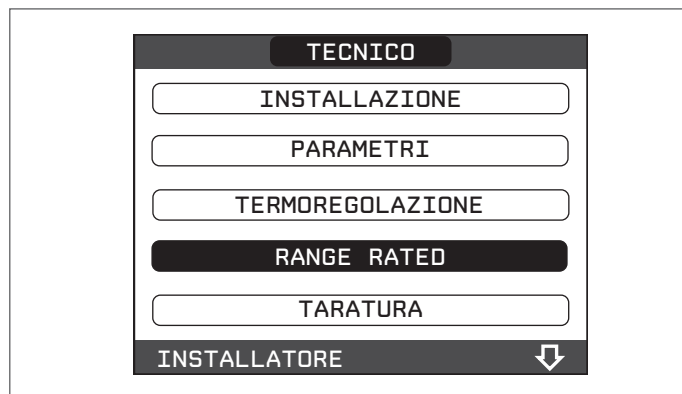 TECNICO
INSTALLAZIONE
PARAMETRI
TERMOREGOLAZIONE
RANGE RATED
TARATURA
INSTALLATORE